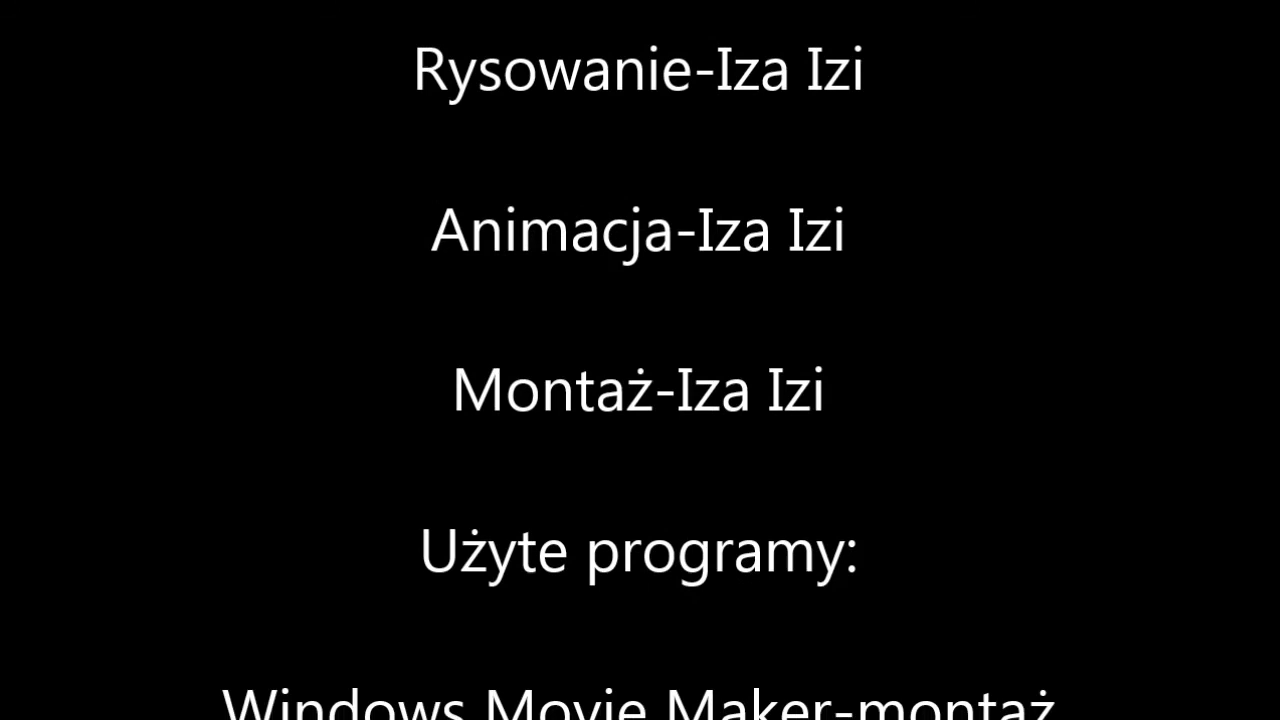 Rysowanie-Iza Izi
Animacja-Iza Izi
Montaż-Iza Izi
Użyte programy:
Windows Movie Maker-montaż